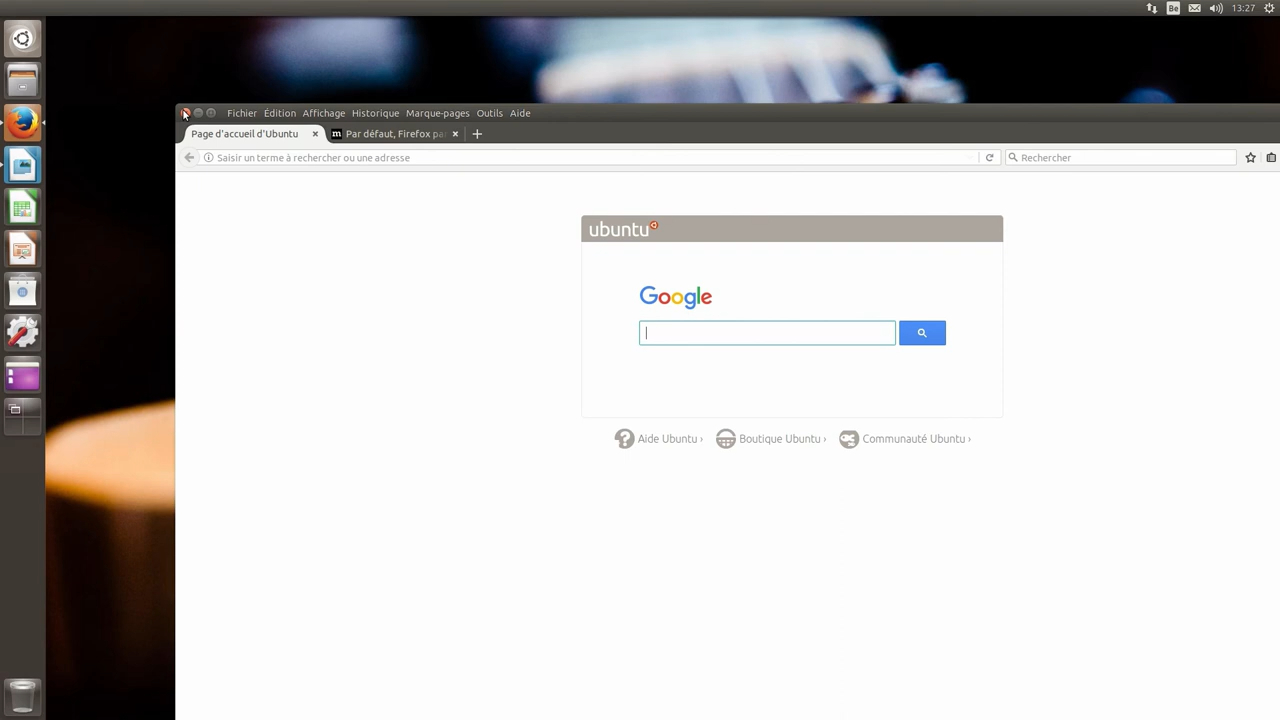 Be 13:27
Fichier Édition Affichage Historique Marque-pages Outils Aide
Page d'accueil d'Ubuntu m Par défaut, Firefox pa
Saisir un terme à rechercher ou une adresse Rechercher
ubuntu
Google
Aide Ubuntu › Boutique Ubuntu › Communauté Ubuntu ›